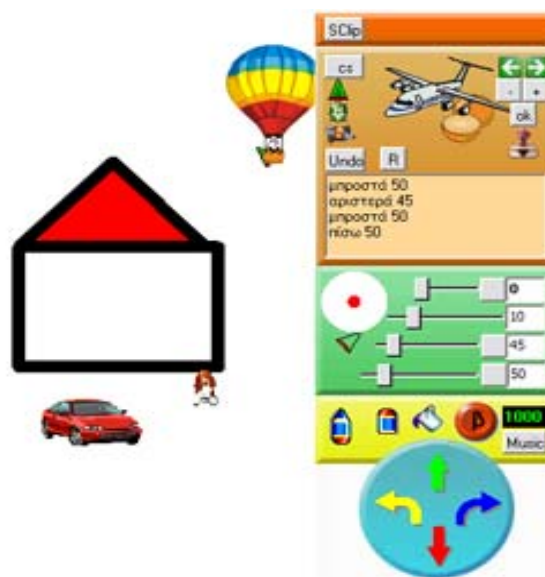 SClip
cs
- +
ok
Undo R
μπροστά 50
αριστερά 45
μπροστά 50
πίσω 50
0
10
45
50
β 1000
Music